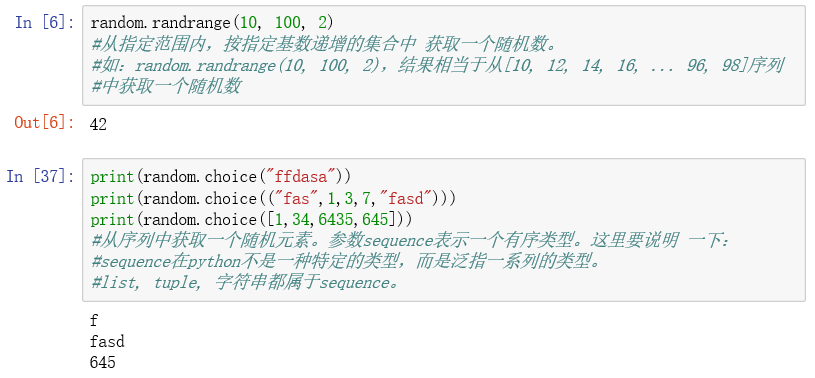 In [6]: random.randrange(10, 100, 2)
#从指定范围内，按指定基数递增的集合中 获取一个随机数。
#如：random.randrange(10, 100, 2)，结果相当于从[10, 12, 14, 16, ... 96, 98]序列
#中获取一个随机数
Out[6]: 42
In [37]: print(random.choice("ffdasa"))
print(random.choice(("fas",1,3,7,"fasd")))
print(random.choice([1,34,6435,645]))
#从序列中获取一个随机元素。参数sequence表示一个有序类型。这里要说明 一下：
#sequence在python不是一种特定的类型，而是泛指一系列的类型。
#list, tuple, 字符串都属于sequence。
f
fasd
645